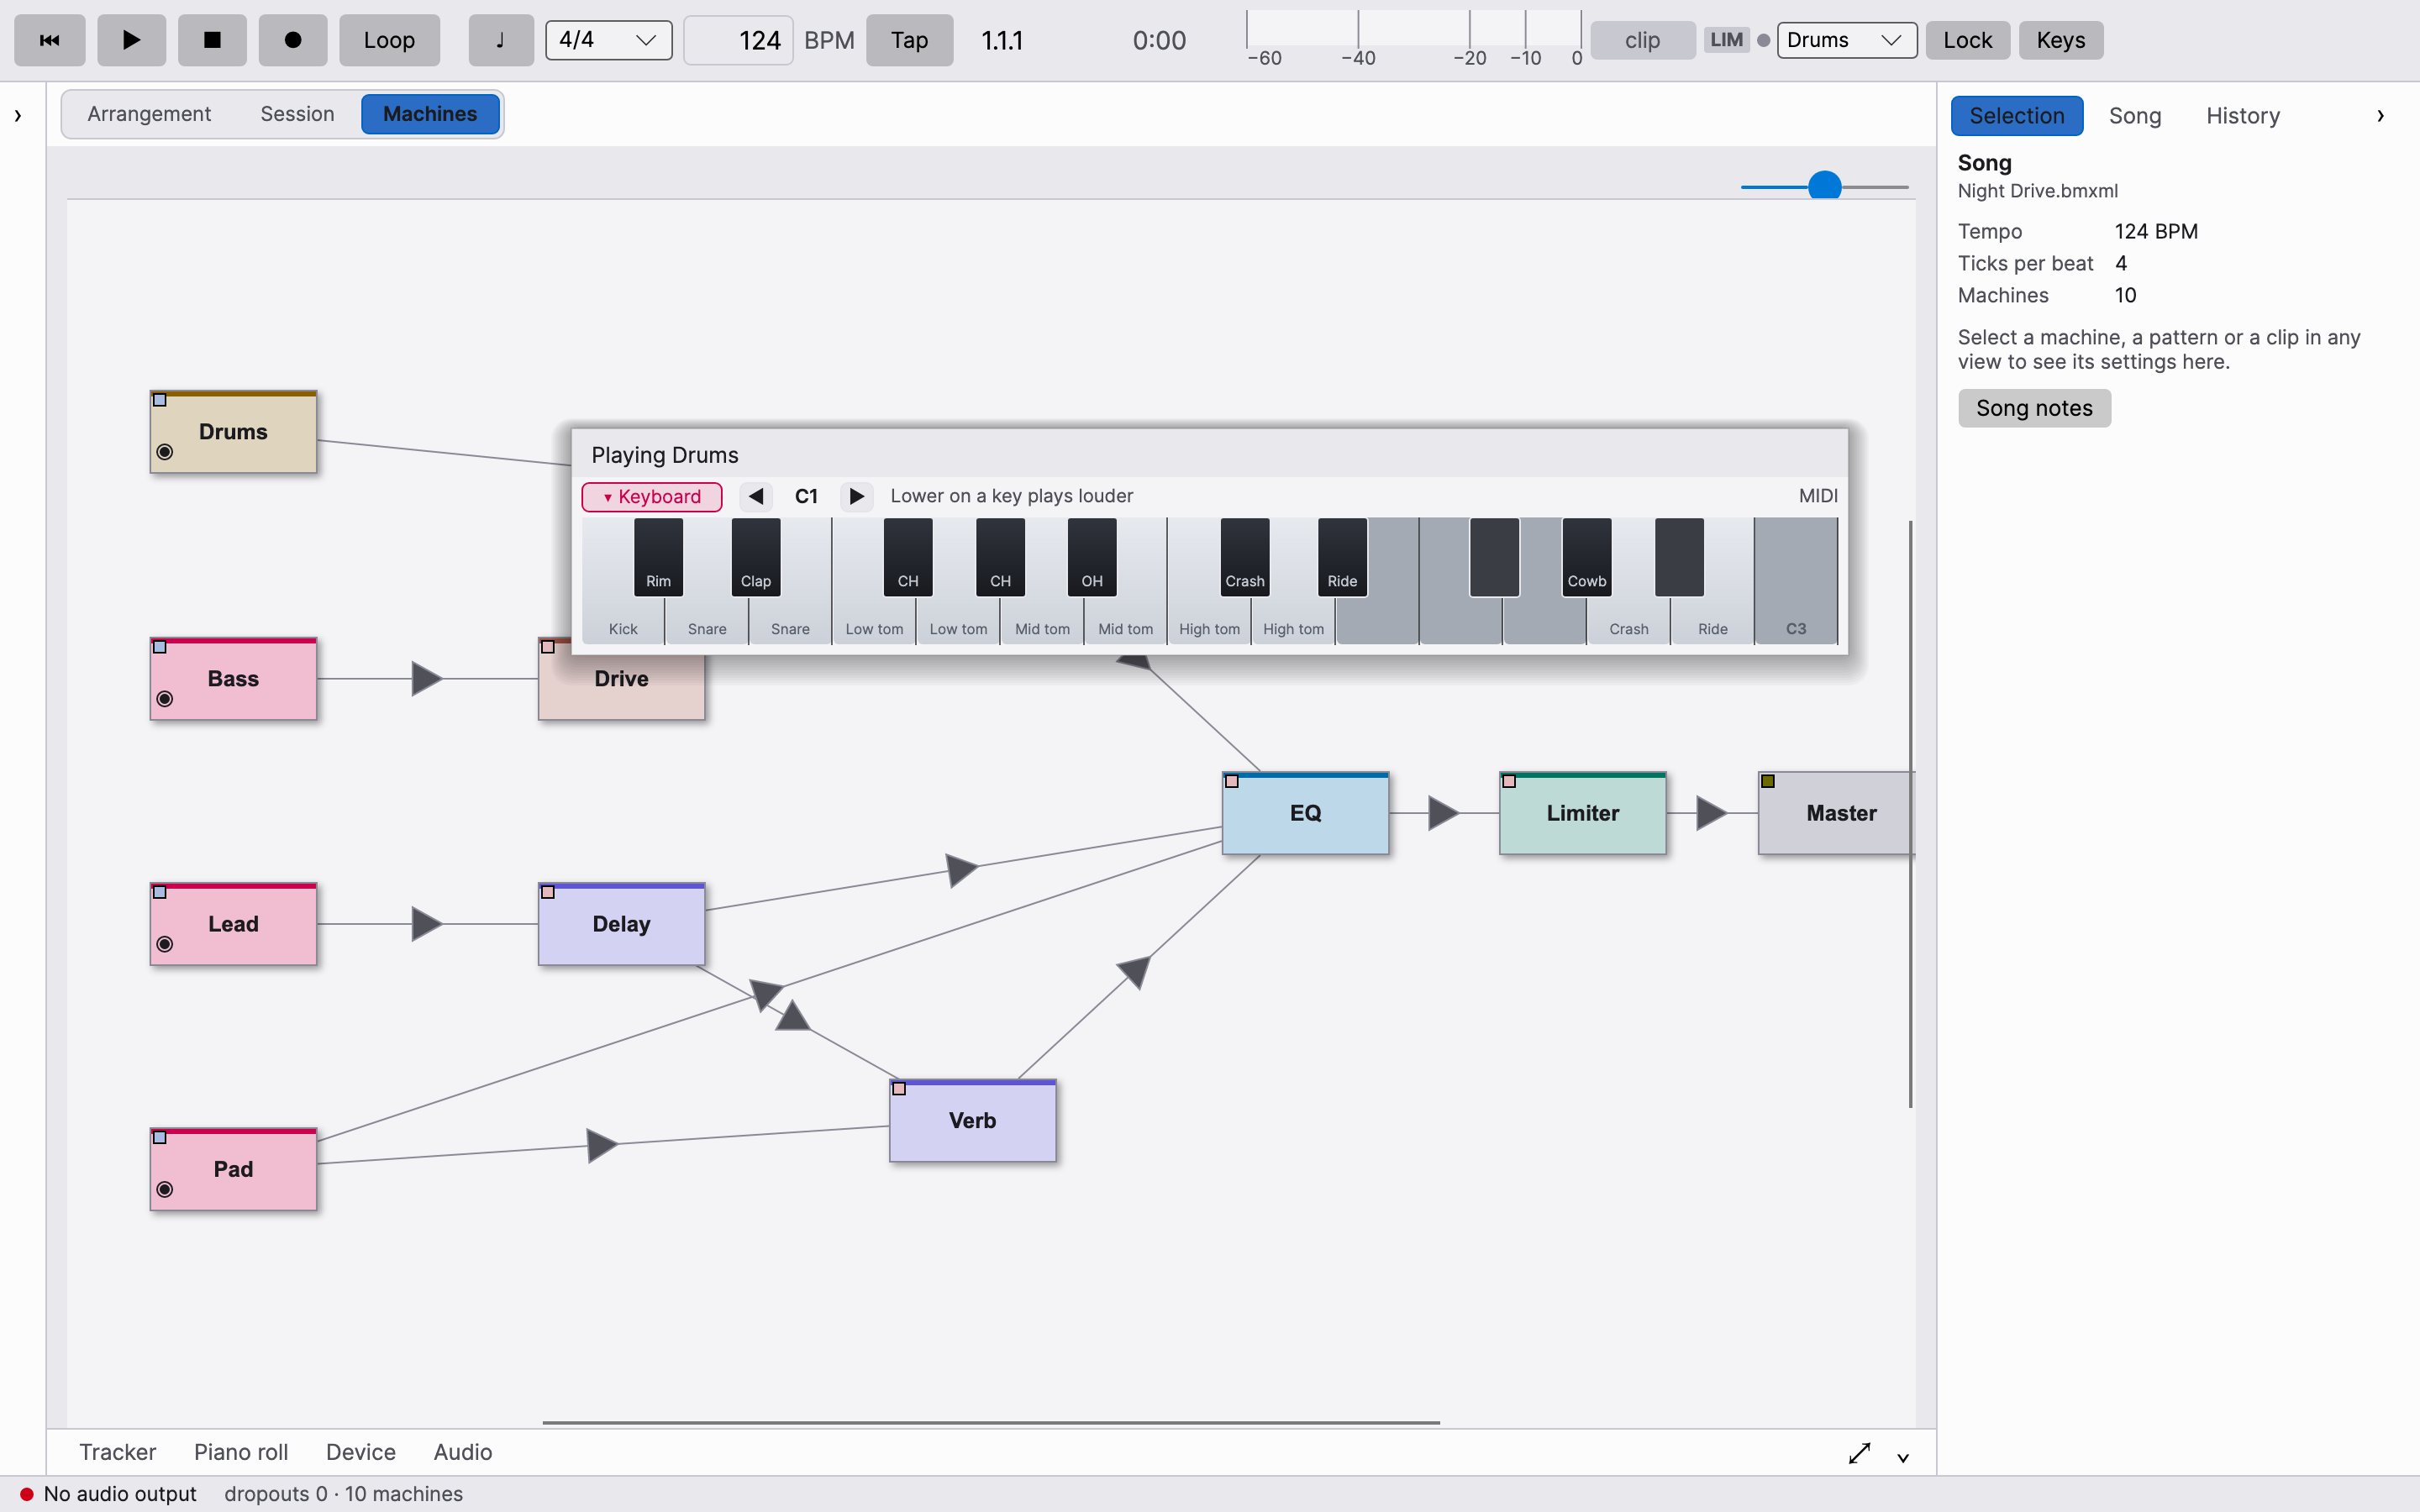 Loop
4/4
124 BPM
Tap
1.1.1
0:00
−60 −40 −20 −10 0
clip
LIM
Drums
Lock
Keys
Arrangement Session Machines
Selection Song History
Song
Night Drive.bmxml
Tempo 124 BPM
Ticks per beat 4
Machines 10
Select a machine, a pattern or a clip in any
view to see its settings here.
Song notes
Drums
Playing Drums
Keyboard
C1
Lower on a key plays louder
MIDI
Rim Clap CH CH OH Crash Ride Cowb
Kick Snare Snare Low tom Low tom Mid tom Mid tom High tom High tom Crash Ride C3
Bass
Drive
EQ
Limiter
Master
Lead
Delay
Verb
Pad
Tracker Piano roll Device Audio
No audio output dropouts 0 · 10 machines